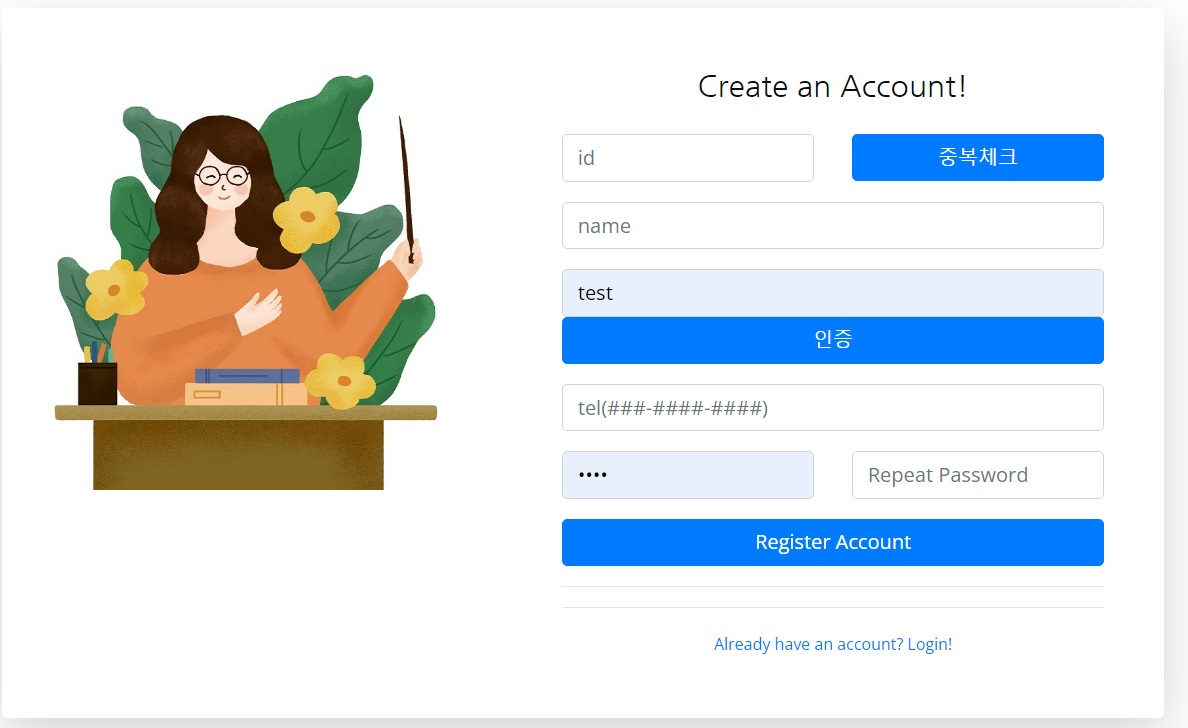 Create an Account!
id
중복체크
name
test
인증
tel(###-####-####)
••••
Repeat Password
Register Account
Already have an account? Login!